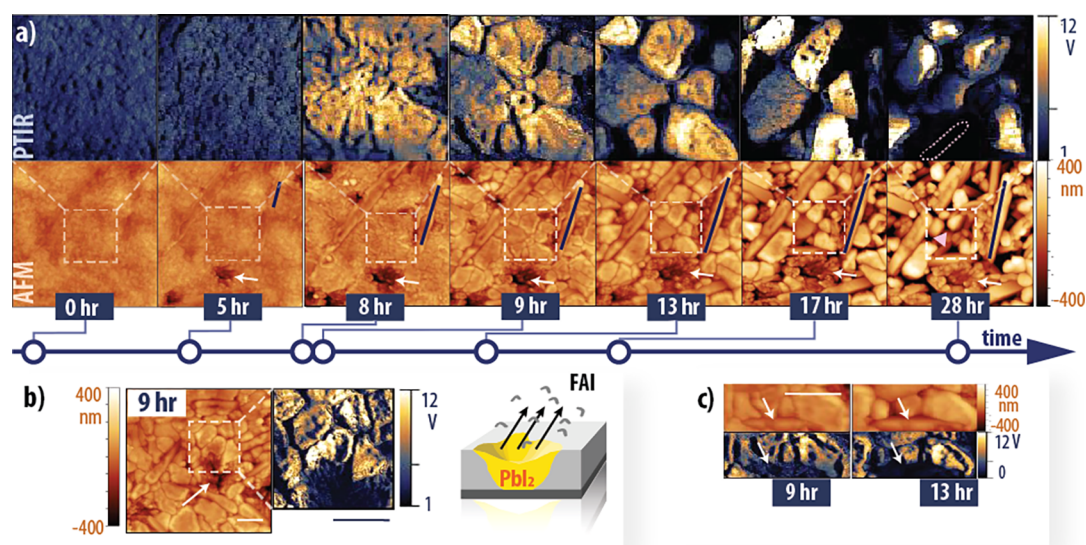 a)
PTIR
12
V
1
AFM
400
nm
−400
0 hr
5 hr
8 hr
9 hr
13 hr
17 hr
28 hr
time
b)
400
nm
-400
9 hr
12
V
1
FAI
PbI₂
c)
400
nm
-400
12 V
0
9 hr
13 hr